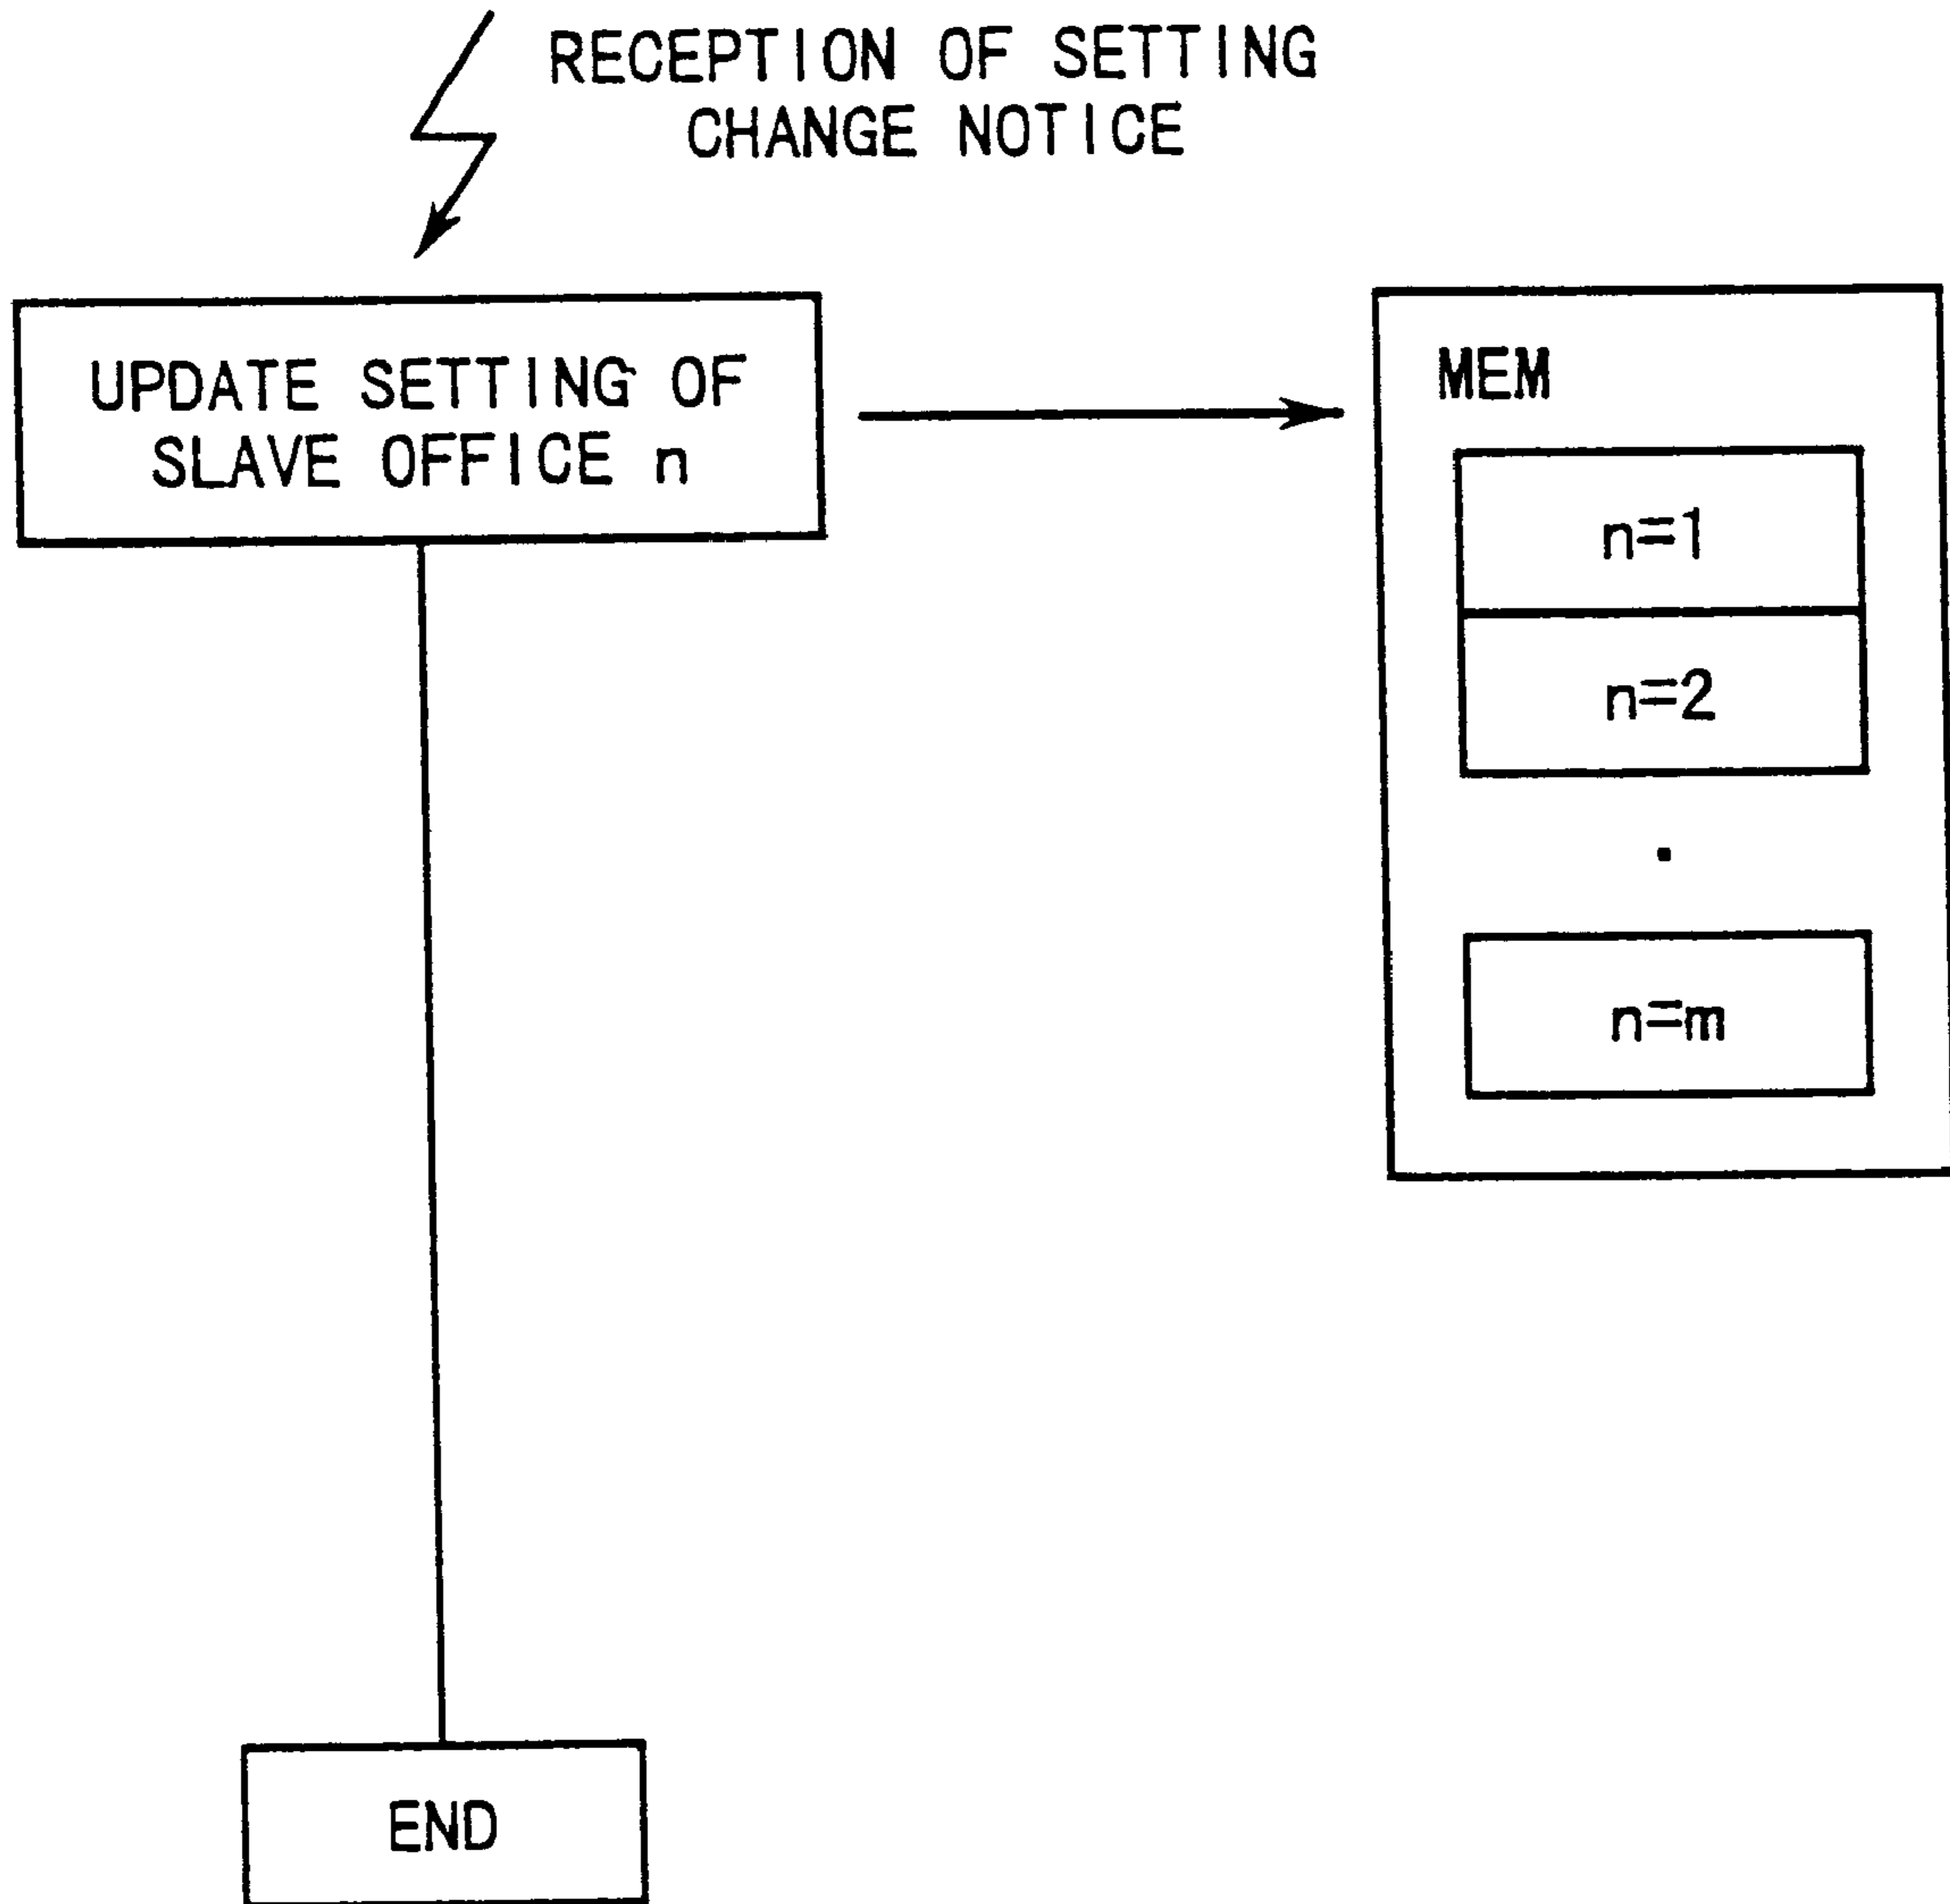 RECEPTION OF SETTING
CHANGE NOTICE
UPDATE SETTING OF
SLAVE OFFICE n
MEM
n=1
n=2
n=m
END